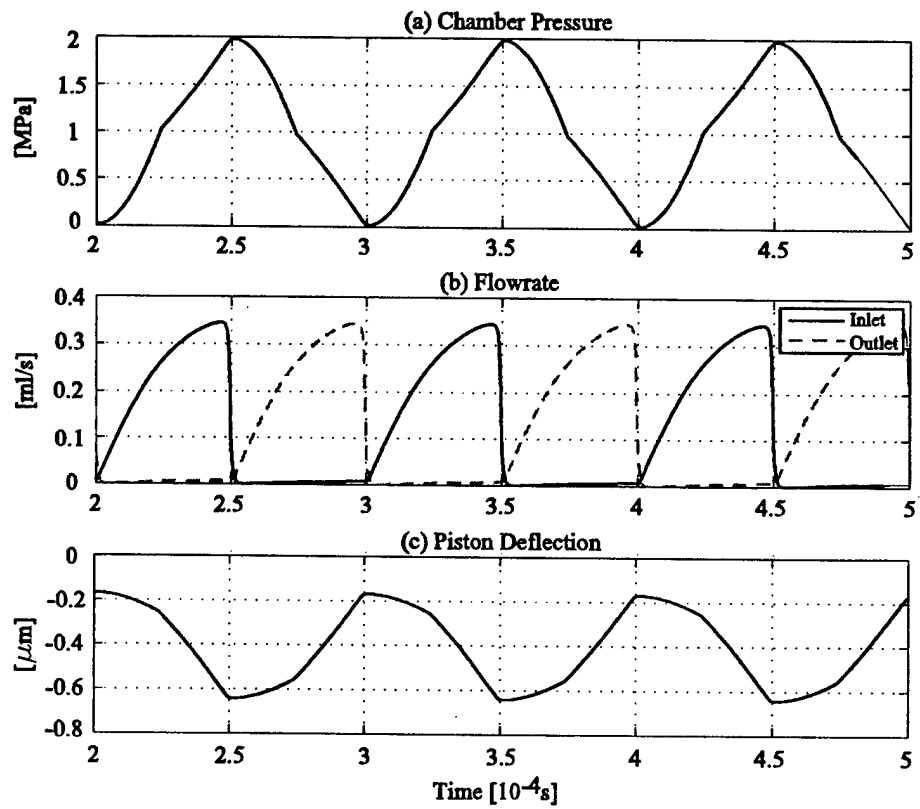 (a) Chamber Pressure
2
1.5
1
0.5
0
[MPa]
2 2.5 3 3.5 4 4.5 5
(b) Flowrate
0.4
0.3
0.2
0.1
0
[ml/s]
Inlet
Outlet
2 2.5 3 3.5 4 4.5 5
(c) Piston Deflection
0
-0.2
-0.4
-0.6
-0.8
[μm]
2 2.5 3 3.5 4 4.5 5
Time [10-4s]